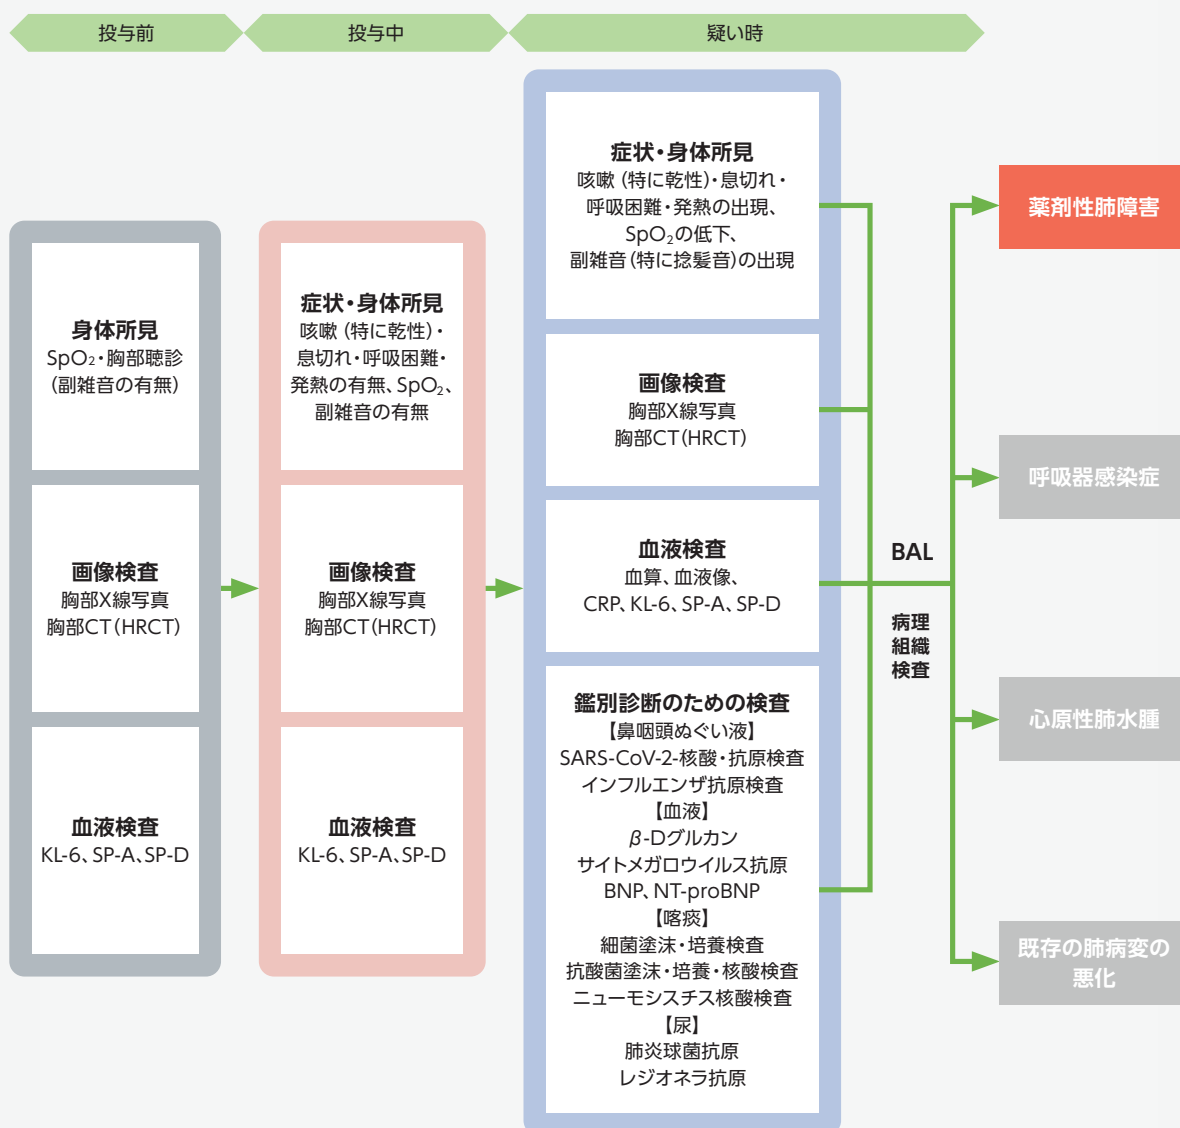 投与前
投与中
疑い時
身体所見
SpO₂・胸部聴診
(副雑音の有無)
画像検査
胸部X線写真
胸部CT(HRCT)
血液検査
KL-6、SP-A、SP-D
症状・身体所見
咳嗽 (特に乾性)・
息切れ・呼吸困難・
発熱の有無、SpO₂、
副雑音の有無
画像検査
胸部X線写真
胸部CT(HRCT)
血液検査
KL-6、SP-A、SP-D
症状・身体所見
咳嗽 (特に乾性)・息切れ・
呼吸困難・発熱の出現、
SpO₂の低下、
副雑音(特に捻髪音)の出現
画像検査
胸部X線写真
胸部CT(HRCT)
血液検査
血算、血液像、
CRP、KL-6、SP-A、SP-D
鑑別診断のための検査
【鼻咽頭ぬぐい液】
SARS-CoV-2-核酸・抗原検査
インフルエンザ抗原検査
【血液】
β-Dグルカン
サイトメガロウイルス抗原
BNP、NT-proBNP
【喀痰】
細菌塗沫・培養検査
抗酸菌塗沫・培養・核酸検査
ニューモシスチス核酸検査
【尿】
肺炎球菌抗原
レジオネラ抗原
BAL
病理
組織
検査
薬剤性肺障害
呼吸器感染症
心原性肺水腫
既存の肺病変の
悪化